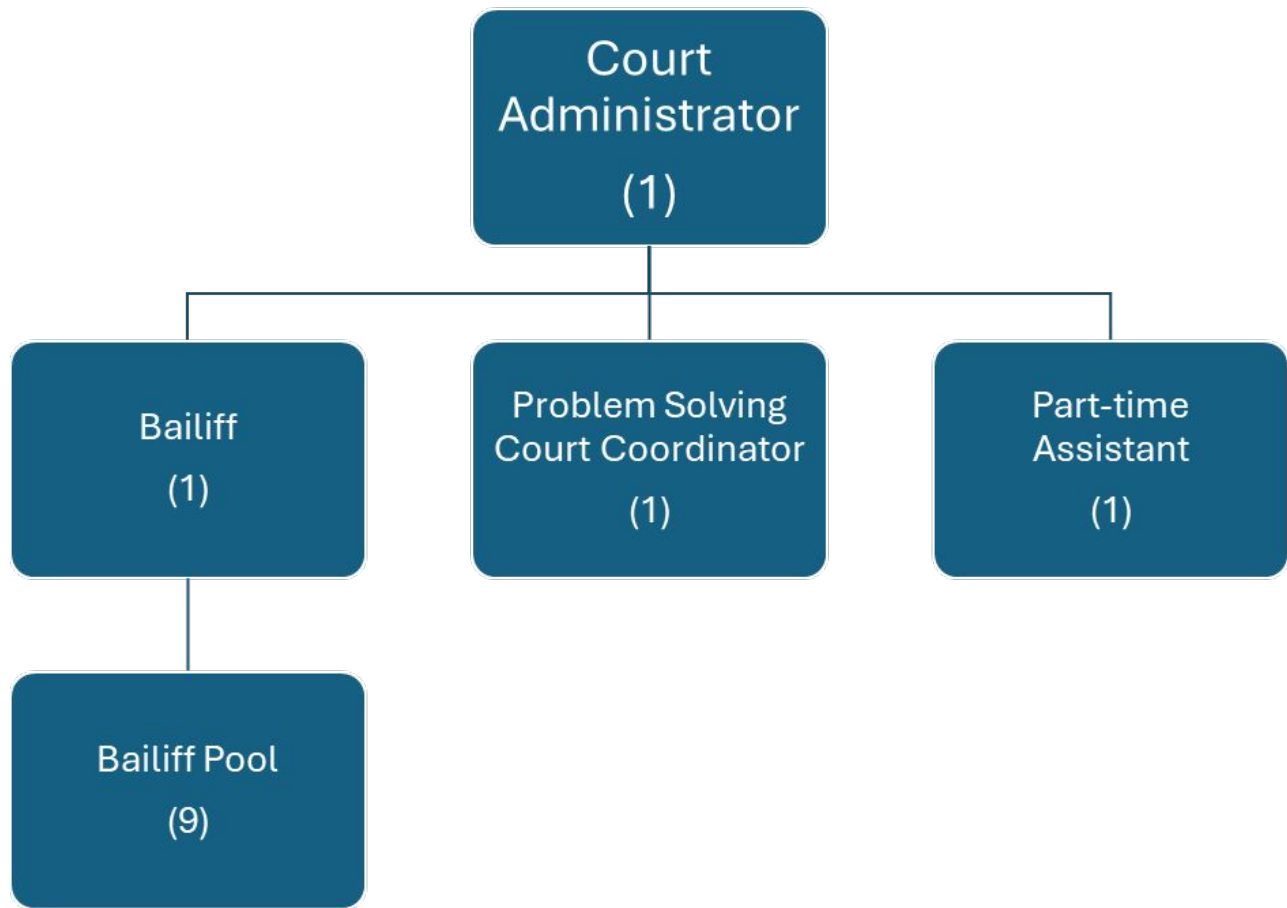 Court
Administrator
(1)
Bailiff
(1)
Problem Solving
Court Coordinator
(1)
Part-time
Assistant
(1)
Bailiff Pool
(9)